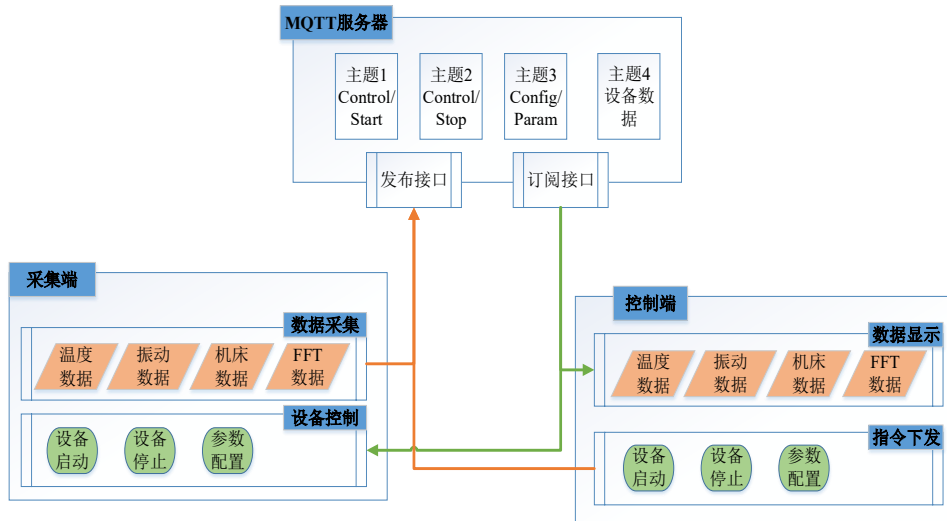 MQTT服务器
主题1
Control/
Start
主题2
Control/
Stop
主题3
Config/
Param
主题4
设备数
据
发布接口
订阅接口
采集端
数据采集
温度
数据
振动
数据
机床
数据
FFT
数据
设备控制
设备
启动
设备
停止
参数
配置
控制端
数据显示
温度
数据
振动
数据
机床
数据
FFT
数据
指令下发
设备
启动
设备
停止
参数
配置